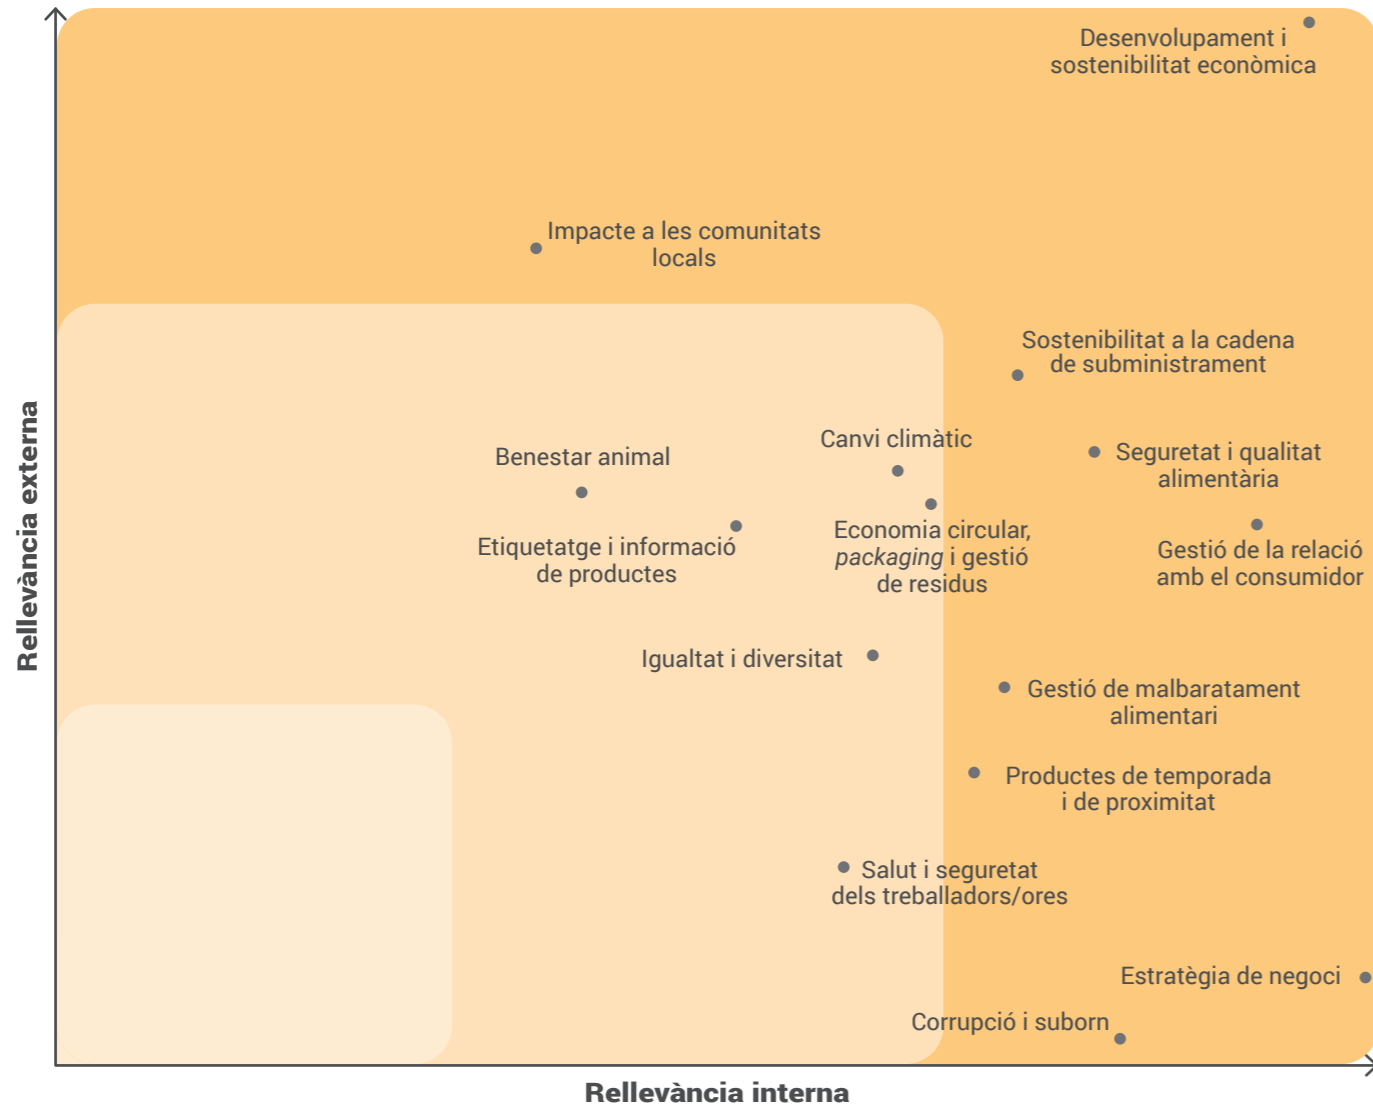 Desenvolupament i
sostenibilitat econòmica
Impacte a les comunitats
locals
Sostenibilitat a la cadena
de subministrament
Canvi climàtic
Benestar animal
Seguretat i qualitat
alimentària
Etiquetatge i informació
de productes
Economia circular,
packaging i gestió
de residus
Gestió de la relació
amb el consumidor
Igualtat i diversitat
Gestió de malbaratament
alimentari
Productes de temporada
i de proximitat
Salut i seguretat
dels treballadors/ores
Estratègia de negoci
Corrupció i suborn
Rellevància externa
Rellevància interna